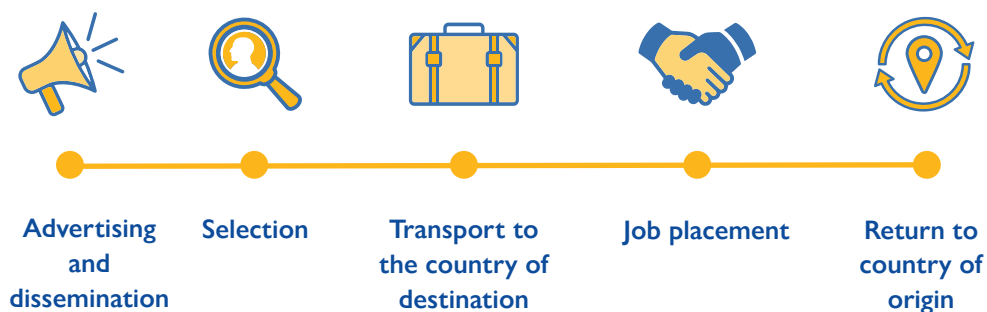 Advertising
and
dissemination
Selection
Transport to
the country of
destination
Job placement
Return to
country of
origin